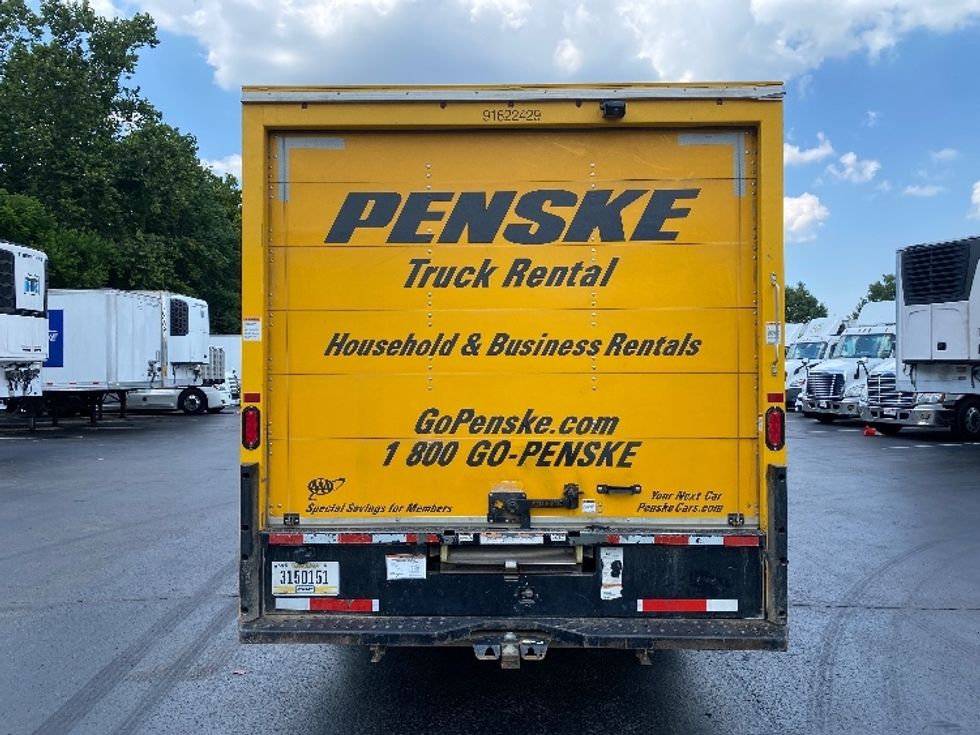 91622429
PENSKE
Truck Rental
Household & Business Rentals
GoPenske.com
1 800 GO-PENSKE
AAA
Special Savings for Members
Your Next Car
PenskeCars.com
3150151